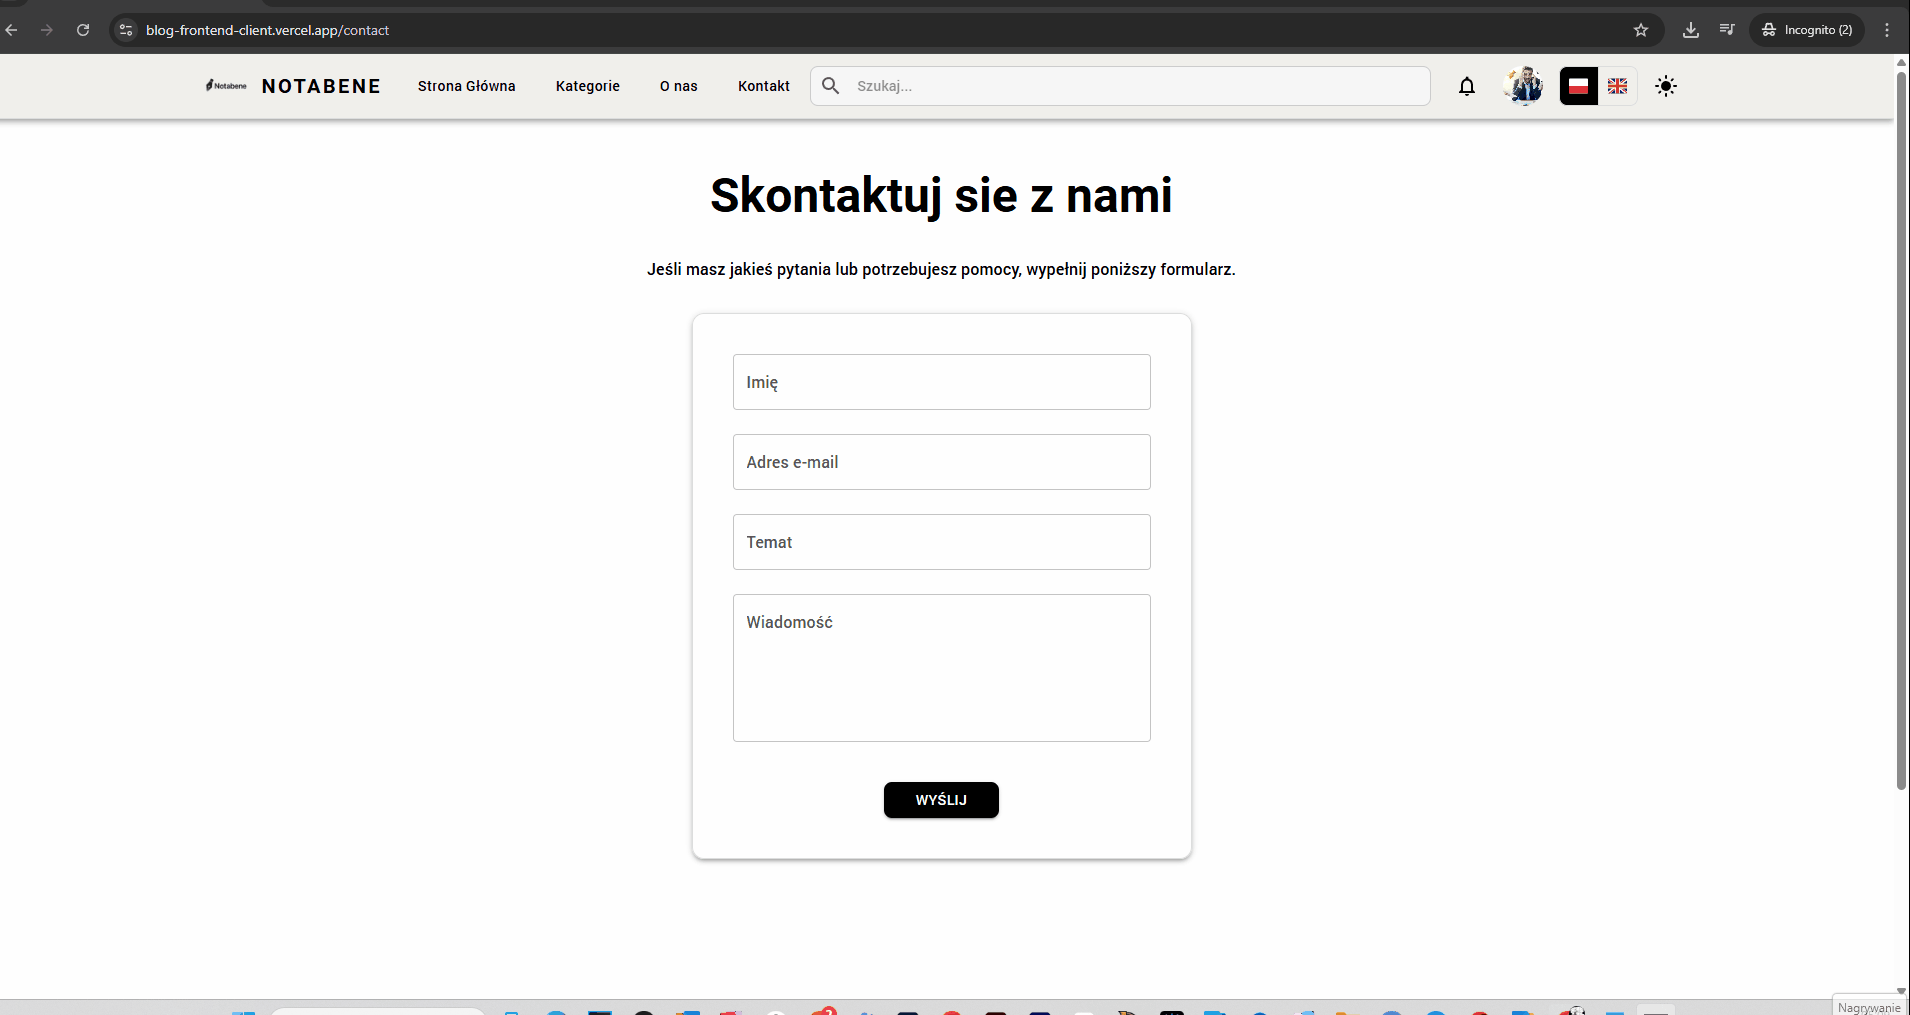 blog-frontend-client.vercel.app/contact
Incognito (2)
Notabene
NOTABENE
Strona Główna
Kategorie
O nas
Kontakt
Szukaj...
Skontaktuj sie z nami
Jeśli masz jakieś pytania lub potrzebujesz pomocy, wypełnij poniższy formularz.
Imię
Adres e-mail
Temat
Wiadomość
WYŚLIJ
Nagrywanie